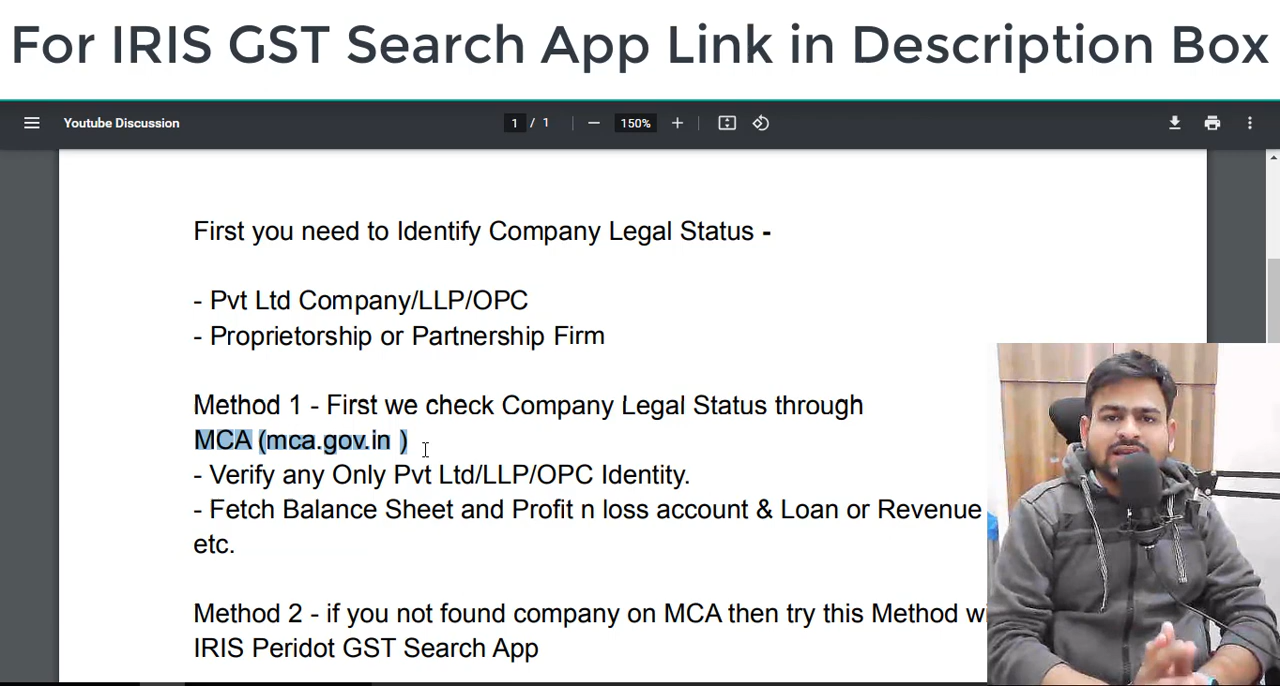 For IRIS GST Search App Link in Description Box
Youtube Discussion
1 / 1
150%
First you need to Identify Company Legal Status -
- Pvt Ltd Company/LLP/OPC
- Proprietorship or Partnership Firm
Method 1 - First we check Company Legal Status through
MCA (mca.gov.in )
- Verify any Only Pvt Ltd/LLP/OPC Identity.
- Fetch Balance Sheet and Profit n loss account & Loan or Revenue
etc.
Method 2 - if you not found company on MCA then try this Method
IRIS Peridot GST Search App